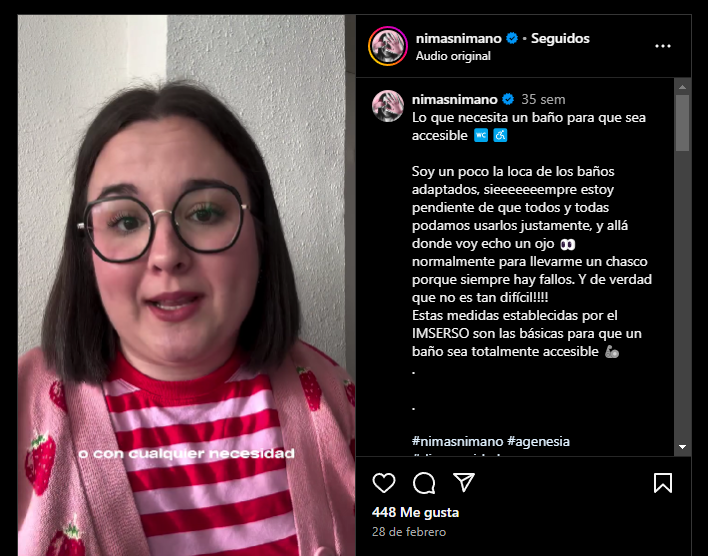 nimasnimano • Seguidos
Audio original
nimasnimano 35 sem
Lo que necesita un baño para que sea
accesible 🚾 ♿
Soy un poco la loca de los baños
adaptados, sieeeeeeempre estoy
pendiente de que todos y todas
podamos usarlos justamente, y allá
donde voy echo un ojo 👀
normalmente para llevarme un chasco
porque siempre hay fallos. Y de verdad
que no es tan difícil!!!!
Estas medidas establecidas por el
IMSERSO son las básicas para que un
baño sea totalmente accesible 🦾
.
.
#nimasnimano #agenesia
o con cualquier necesidad
448 Me gusta
28 de febrero